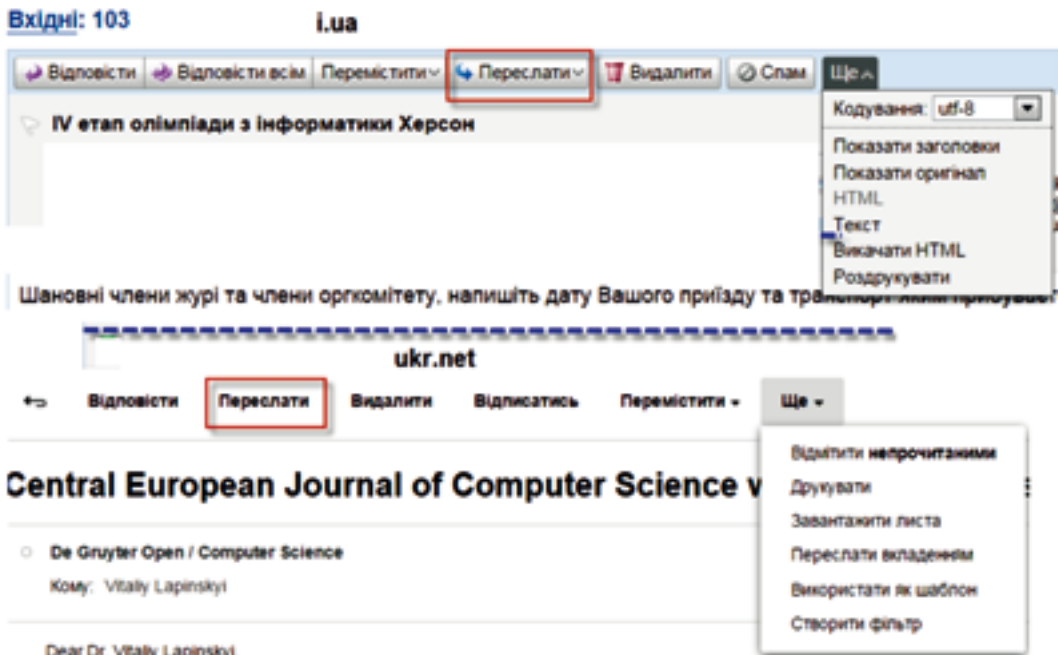 Вхідні: 103
i.ua
Відповісти Відповісти всім Перемістити Переслати Видалити Спам Ще
Кодування: utf-8
IV етап олімпіади з інформатики Херсон
Показати заголовки
Показати оригінал
HTML
Текст
Викачати HTML
Роздрукувати
Шановні члени журі та члени оргкомітету, напишіть дату Вашого приїзду та транспорт яким
ukr.net
Відповісти Переслати Видалити Відписатись Перемістити Ще
Відмітити непрочитаними
Central European Journal of Computer Science
Друкувати
Завантажити листа
De Gruyter Open / Computer Science
Переслати вкладенням
Кому: Vitaliy Lapinskyi
Використати як шаблон
Створити фільтр
Dear Dr. Vitaliy Lapinskyi